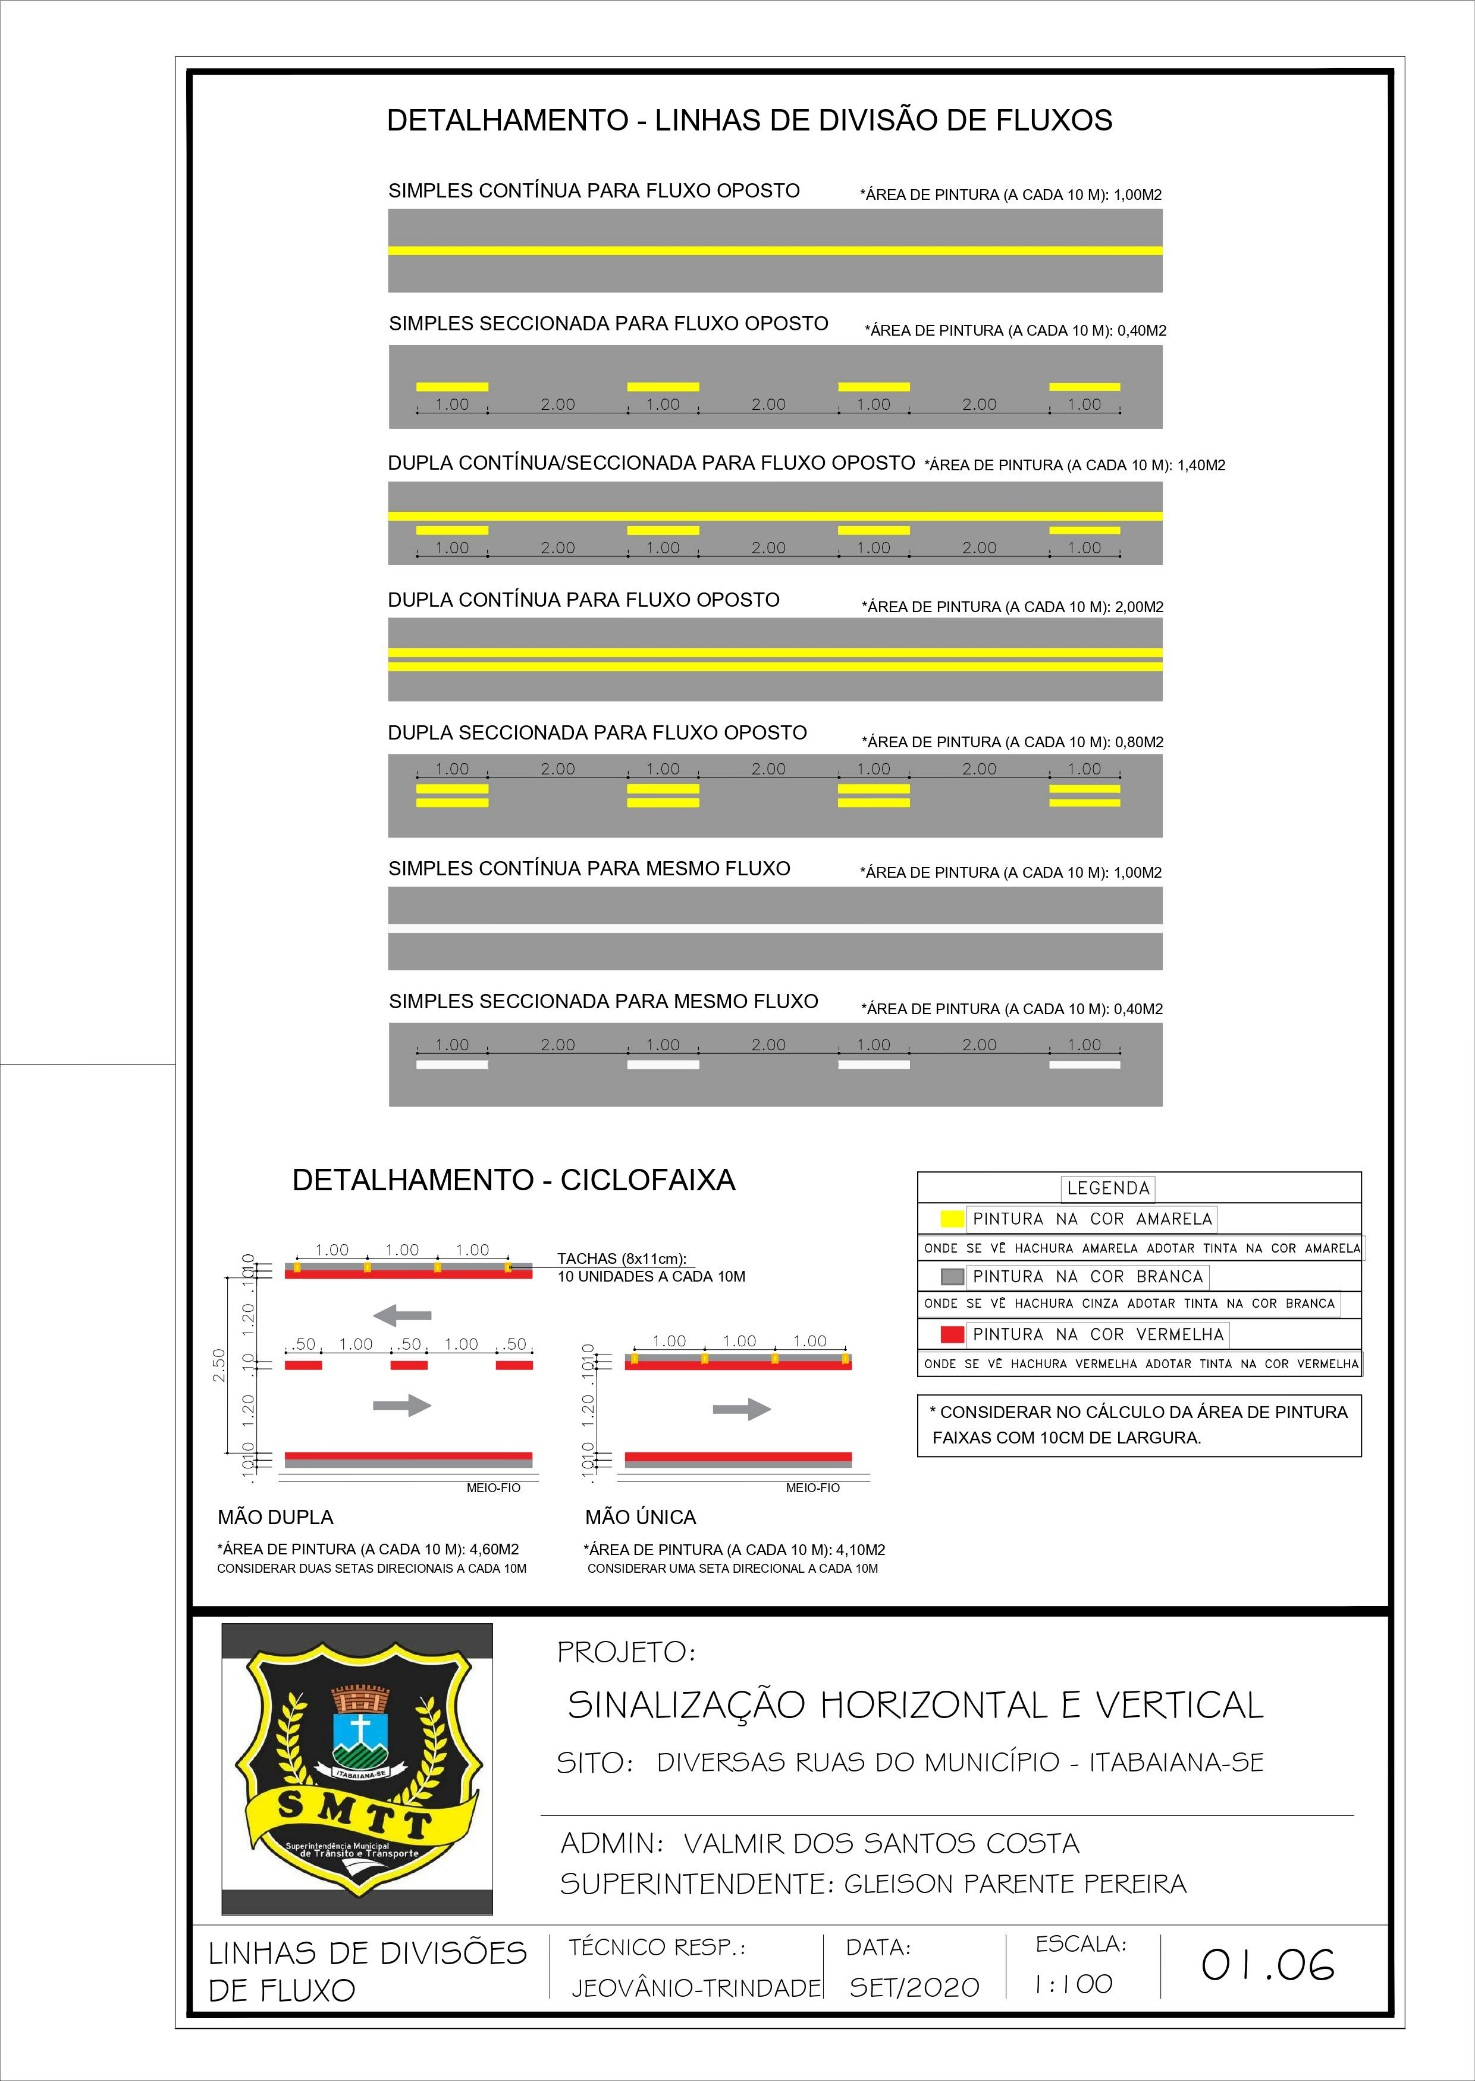 DETALHAMENTO - LINHAS DE DIVISÃO DE FLUXOS
SIMPLES CONTÍNUA PARA FLUXO OPOSTO
*ÁREA DE PINTURA (A CADA 10 M): 1,00M2
SIMPLES SECCIONADA PARA FLUXO OPOSTO
*ÁREA DE PINTURA (A CADA 10 M): 0,40M2
1.00 2.00 1.00 2.00 1.00 2.00 1.00
DUPLA CONTÍNUA/SECCIONADA PARA FLUXO OPOSTO
*ÁREA DE PINTURA (A CADA 10 M): 1,40M2
1.00 2.00 1.00 2.00 1.00 2.00 1.00
DUPLA CONTÍNUA PARA FLUXO OPOSTO
*ÁREA DE PINTURA (A CADA 10 M): 2,00M2
DUPLA SECCIONADA PARA FLUXO OPOSTO
*ÁREA DE PINTURA (A CADA 10 M): 0,80M2
1.00 2.00 1.00 2.00 1.00 2.00 1.00
SIMPLES CONTÍNUA PARA MESMO FLUXO
*ÁREA DE PINTURA (A CADA 10 M): 1,00M2
SIMPLES SECCIONADA PARA MESMO FLUXO
*ÁREA DE PINTURA (A CADA 10 M): 0,40M2
1.00 2.00 1.00 2.00 1.00 2.00 1.00
DETALHAMENTO - CICLOFAIXA
1.00 1.00 1.00
TACHAS (8x11cm):
10 UNIDADES A CADA 10M
.10 .10
1.20
.50 1.00 .50 1.00 .50
2.50
.10
1.20
.10 .10
MEIO-FIO
MÃO DUPLA
*ÁREA DE PINTURA (A CADA 10 M): 4,60M2
CONSIDERAR DUAS SETAS DIRECIONAIS A CADA 10M
1.00 1.00 1.00
.10 .10
1.20
.10 .10
MEIO-FIO
MÃO ÚNICA
*ÁREA DE PINTURA (A CADA 10 M): 4,10M2
CONSIDERAR UMA SETA DIRECIONAL A CADA 10M
LEGENDA
PINTURA NA COR AMARELA
ONDE SE VÊ HACHURA AMARELA ADOTAR TINTA NA COR AMARELA
PINTURA NA COR BRANCA
ONDE SE VÊ HACHURA CINZA ADOTAR TINTA NA COR BRANCA
PINTURA NA COR VERMELHA
ONDE SE VÊ HACHURA VERMELHA ADOTAR TINTA NA COR VERMELHA
* CONSIDERAR NO CÁLCULO DA ÁREA DE PINTURA
FAIXAS COM 10CM DE LARGURA.
ITABAIANA-SE
SMTT
Superintendência Municipal
de Trânsito e Transporte
PROJETO:
SINALIZAÇÃO HORIZONTAL E VERTICAL
SITO: DIVERSAS RUAS DO MUNICÍPIO - ITABAIANA-SE
ADMIN: VALMIR DOS SANTOS COSTA
SUPERINTENDENTE: GLEISON PARENTE PEREIRA
LINHAS DE DIVISÕES
DE FLUXO
TÉCNICO RESP.:
JEOVÂNIO-TRINDADE
DATA:
SET/2020
ESCALA:
1:100
01.06